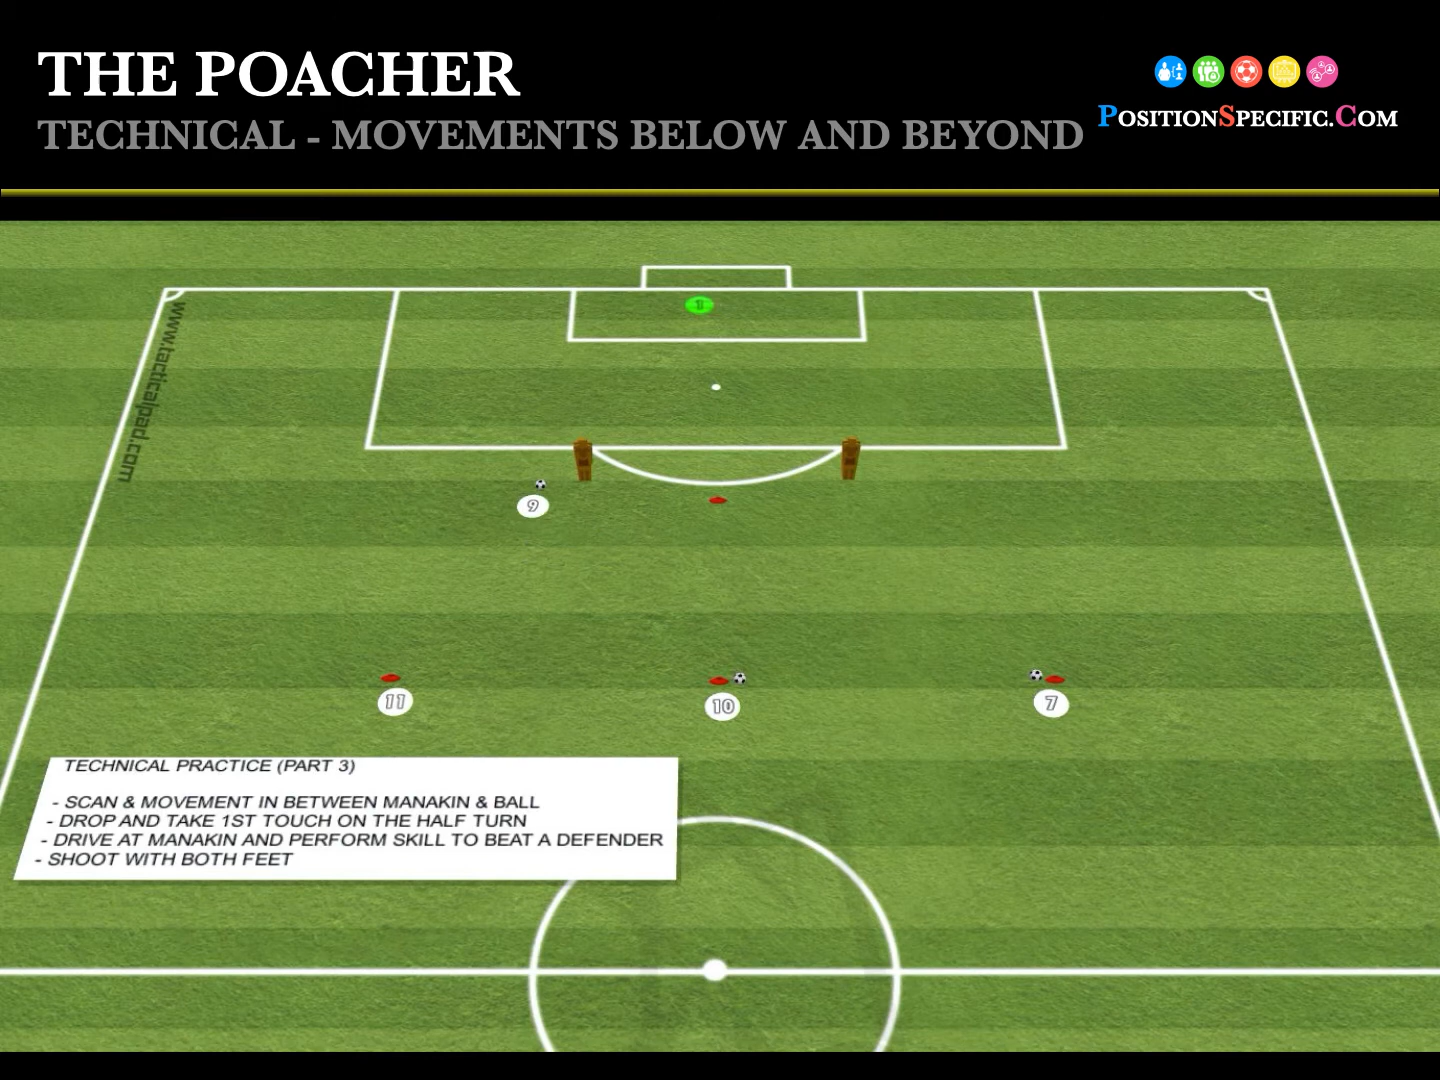 THE POACHER
TECHNICAL - MOVEMENTS BELOW AND BEYOND
POSITIONSPECIFIC.COM
1
www.tacticalpad.com
9
11
10
7
TECHNICAL PRACTICE (PART 3)
- SCAN & MOVEMENT IN BETWEEN MANAKIN & BALL
- DROP AND TAKE 1ST TOUCH ON THE HALF TURN
- DRIVE AT MANAKIN AND PERFORM SKILL TO BEAT A DEFENDER
- SHOOT WITH BOTH FEET